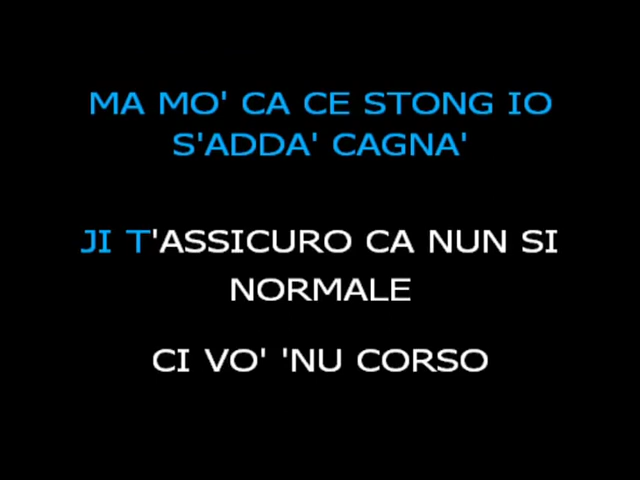 MA MO' CA CE STONG IO
S'ADDA' CAGNA'
JI T'ASSICURO CA NUN SI
NORMALE
CI VO' 'NU CORSO